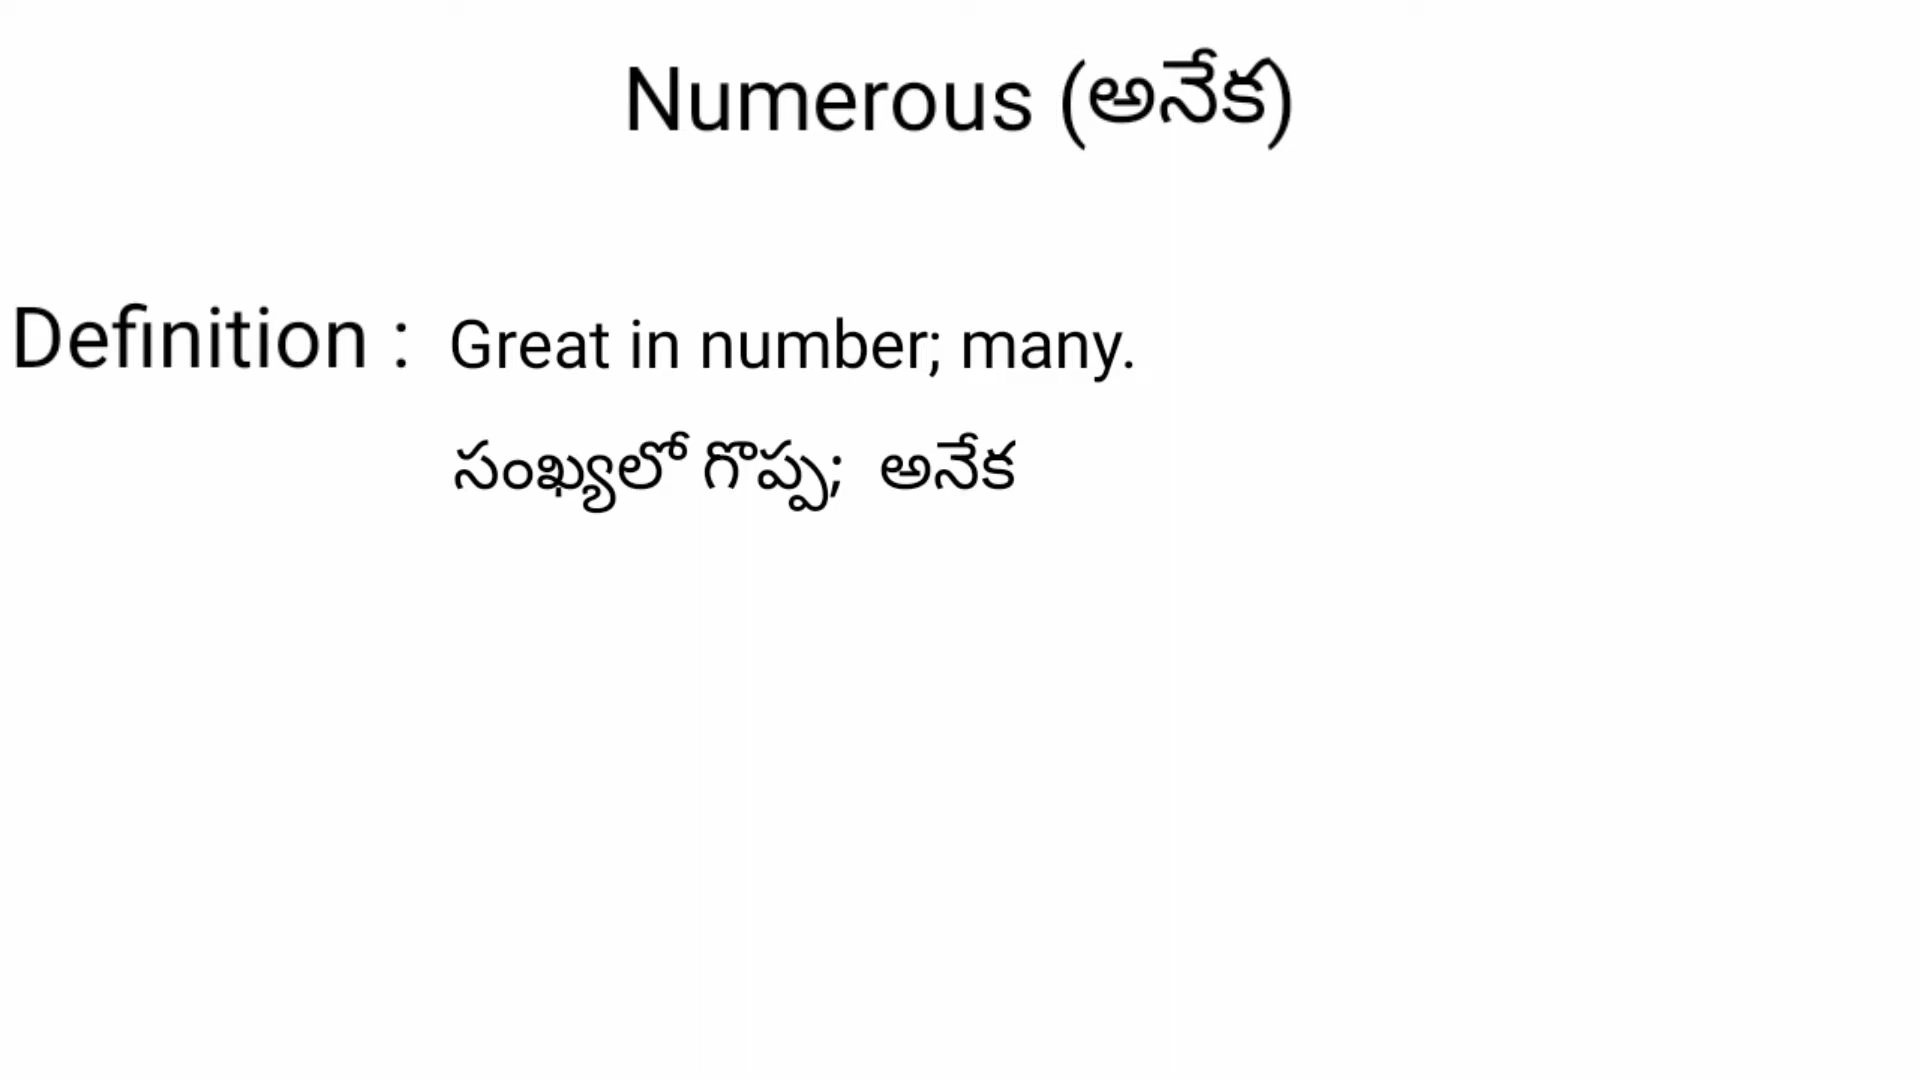 Numerous (అనేక)
Definition : Great in number; many.
సంఖ్యలో గొప్ప; అనేక